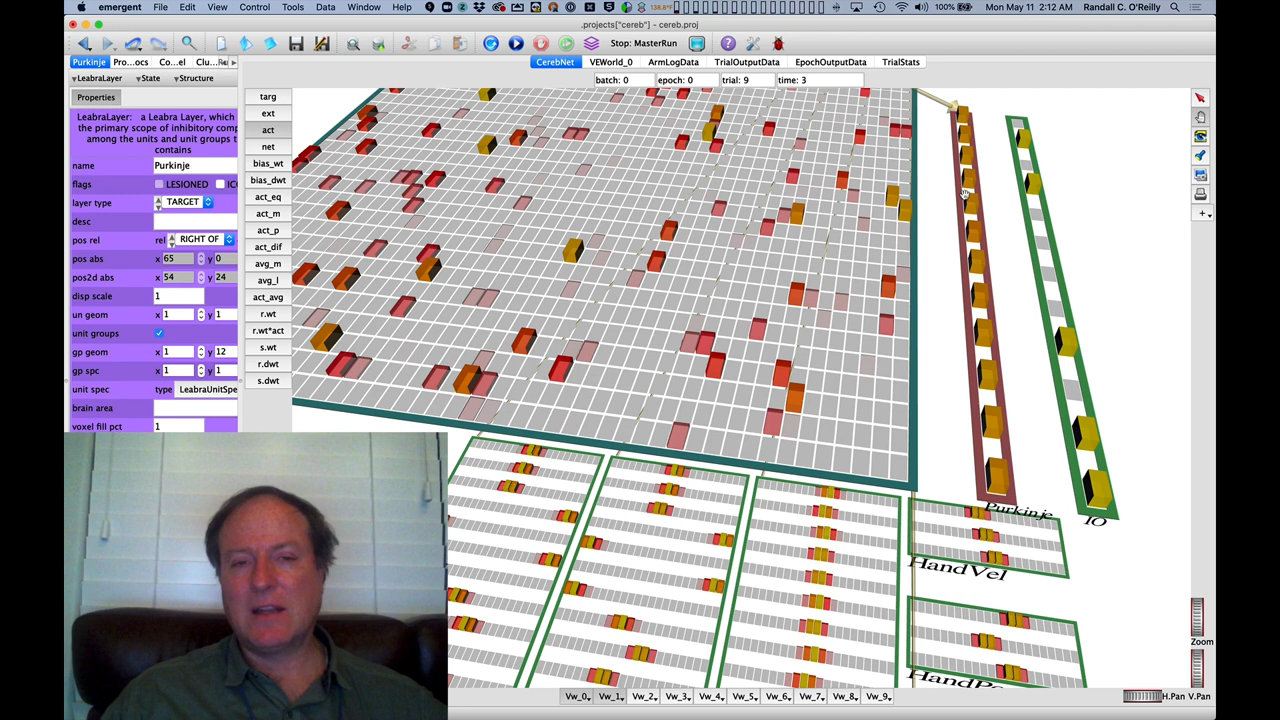 emergent File Edit View Control Tools Data Window Help 138.8°F 100% Mon May 11 2:12 AM Randall C. O'Reilly
.projects["cereb"] - cereb.proj
Stop: MasterRun
Purkinje Pro...ocs Co...el
CerebNet VEWorld_0 ArmLogData TrialOutputData EpochOutputData TrialStats
LeabraLayer State Structure
batch: 0 epoch: 0 trial: 9 time: 3
Properties
LeabraLayer: a Leabra Layer, which
the primary scope of inhibitory comp
among the units and unit groups t
contains
name Purkinje
flags LESIONED
layer type TARGET
desc
pos rel rel RIGHT OF
pos abs x 65 y 0
pos2d abs x 54 y 24
disp scale 1
un geom x 1 y 1
unit groups
gp geom x 1 y 12
gp spc x 1 y 1
unit spec type LeabraUnitSpe
brain area
voxel fill pct 1
targ
ext
act
net
bias_wt
bias_dwt
act_eq
act_m
act_p
act_dif
avg_m
avg_l
act_avg
r.wt
r.wt*act
s.wt
r.dwt
s.dwt
Purkinje
IO
HandVel
Zoom
Vw_0 Vw_1 Vw_2 Vw_3 Vw_4 Vw_5 Vw_6 Vw_7 Vw_8 Vw_9
H.Pan V.Pan